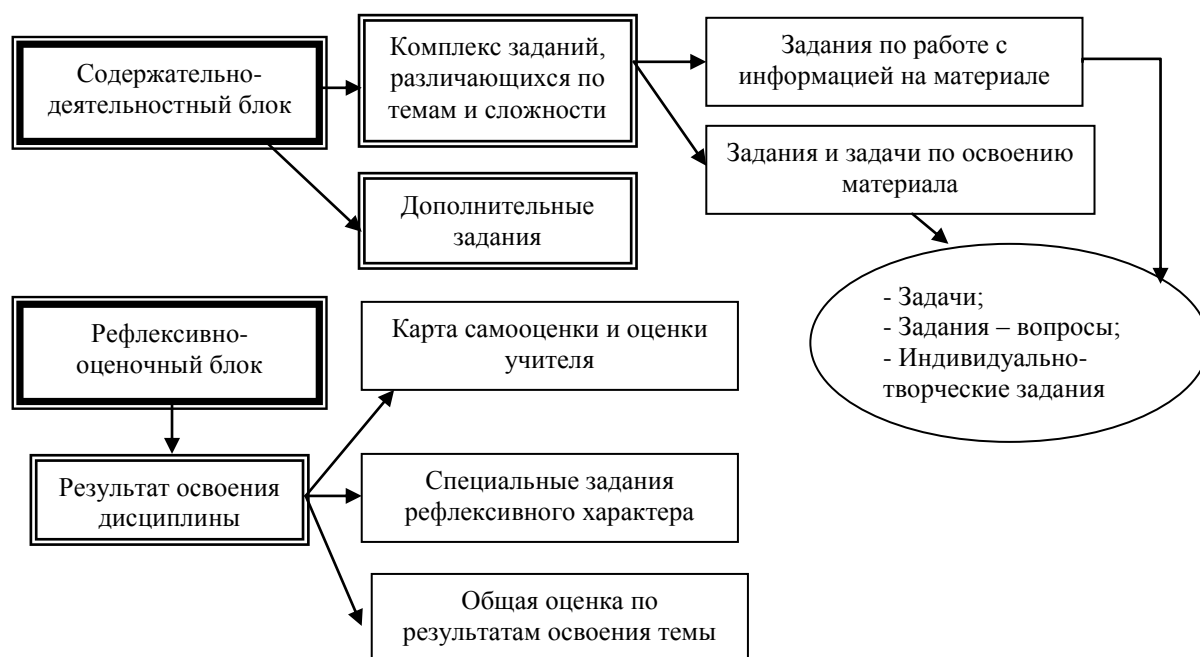 Содержательно-
деятельностный блок
Комплекс заданий,
различающихся по
темам и сложности
Задания по работе с
информацией на материале
Задания и задачи по освоению
материала
Дополнительные
задания
- Задачи;
- Задания – вопросы;
- Индивидуально-
творческие задания
Рефлексивно-
оценочный блок
Карта самооценки и оценки
учителя
Результат освоения
дисциплины
Специальные задания
рефлексивного характера
Общая оценка по
результатам освоения темы